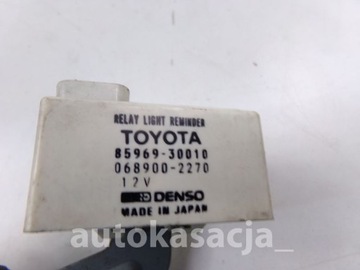 RELAY LIGHT REMINDER
TOYOTA
85969-30010
068900-2270
12V
DENSO
MADE IN JAPAN
autokasacja_